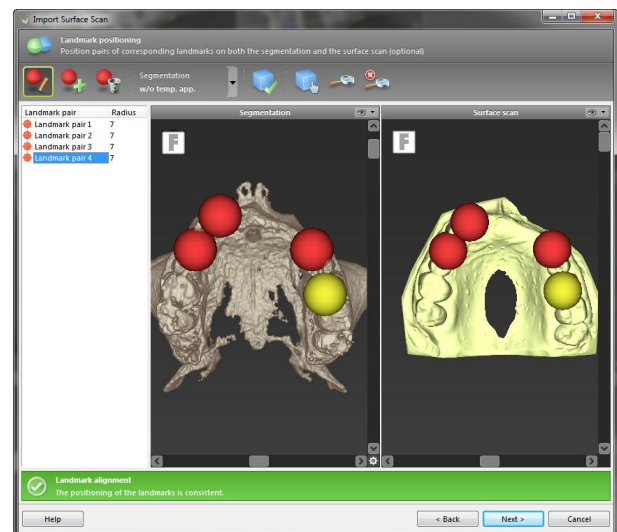 Import Surface Scan
Landmark positioning
Position pairs of corresponding landmarks on both the segmentation and the surface scan (optional)
Segmentation
w/o temp. app.
Landmark pair Radius
Landmark pair 1 7
Landmark pair 2 7
Landmark pair 3 7
Landmark pair 4 7
Segmentation
Surface scan
F
F
Landmark alignment
The positioning of the landmarks is consistent.
Help
< Back
Next >
Cancel